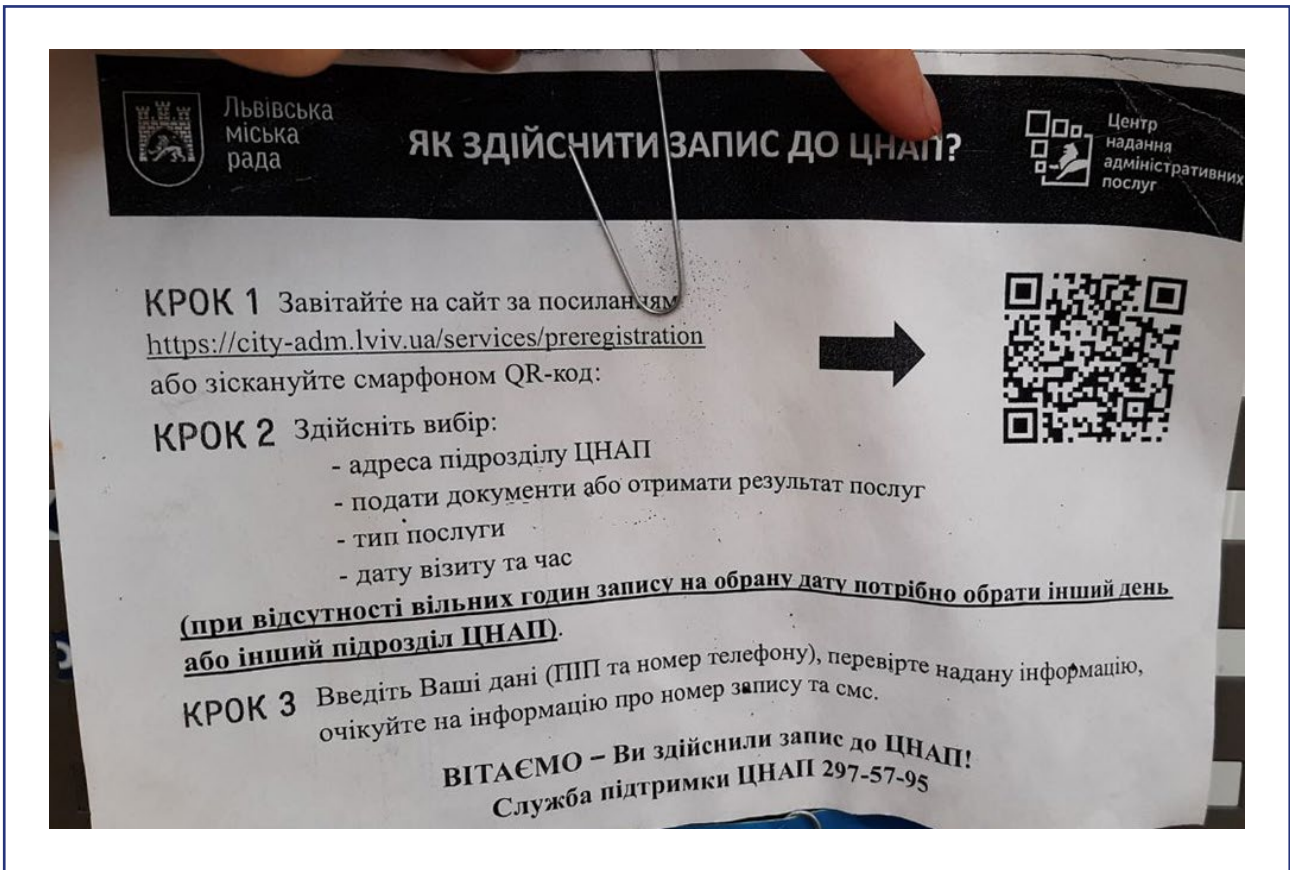 Львівська
міська
рада
ЯК ЗДІЙСНИТИ ЗАПИС ДО ЦНАП?
Центр
надання
адміністративних
послуг
КРОК 1 Завітайте на сайт за посиланням
https://city-adm.lviv.ua/services/preregistration
або зіскануйте смарфоном QR-код:
КРОК 2 Здійсніть вибір:
- адреса підрозділу ЦНАП
- подати документи або отримати результат послуг
- тип послуги
- дату візиту та час
(при відсутності вільних годин запису на обрану дату потрібно обрати інший день
або інший підрозділ ЦНАП).
КРОК 3 Введіть Ваші дані (ПІП та номер телефону), перевірте надану інформацію,
очікуйте на інформацію про номер запису та смс.
ВІТАЄМО – Ви здійснили запис до ЦНАП!
Служба підтримки ЦНАП 297-57-95